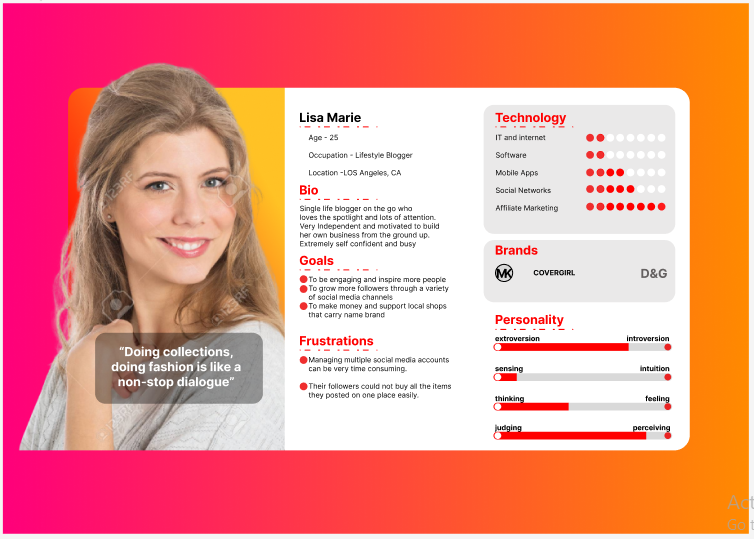 Lisa Marie
Age - 25
Occupation - Lifestyle Blogger
Location -LOS Angeles, CA
Bio
Single life blogger on the go who
loves the spotlight and lots of attention.
Very Independent and motivated to build
her own business from the ground up.
Extremely self confident and busy
Goals
To be engaging and inspire more people
To grow more followers through a variety
of social media channels
To make money and support local shops
that carry name brand
Frustrations
Managing multiple social media accounts
can be very time consuming.
Their followers could not buy all the items
they posted on one place easily.
“Doing collections,
doing fashion is like a
non-stop dialogue”
Technology
IT and internet
Software
Mobile Apps
Social Networks
Affiliate Marketing
Brands
MK COVERGIRL D&G
Personality
extroversion introversion
sensing intuition
thinking feeling
judging perceiving